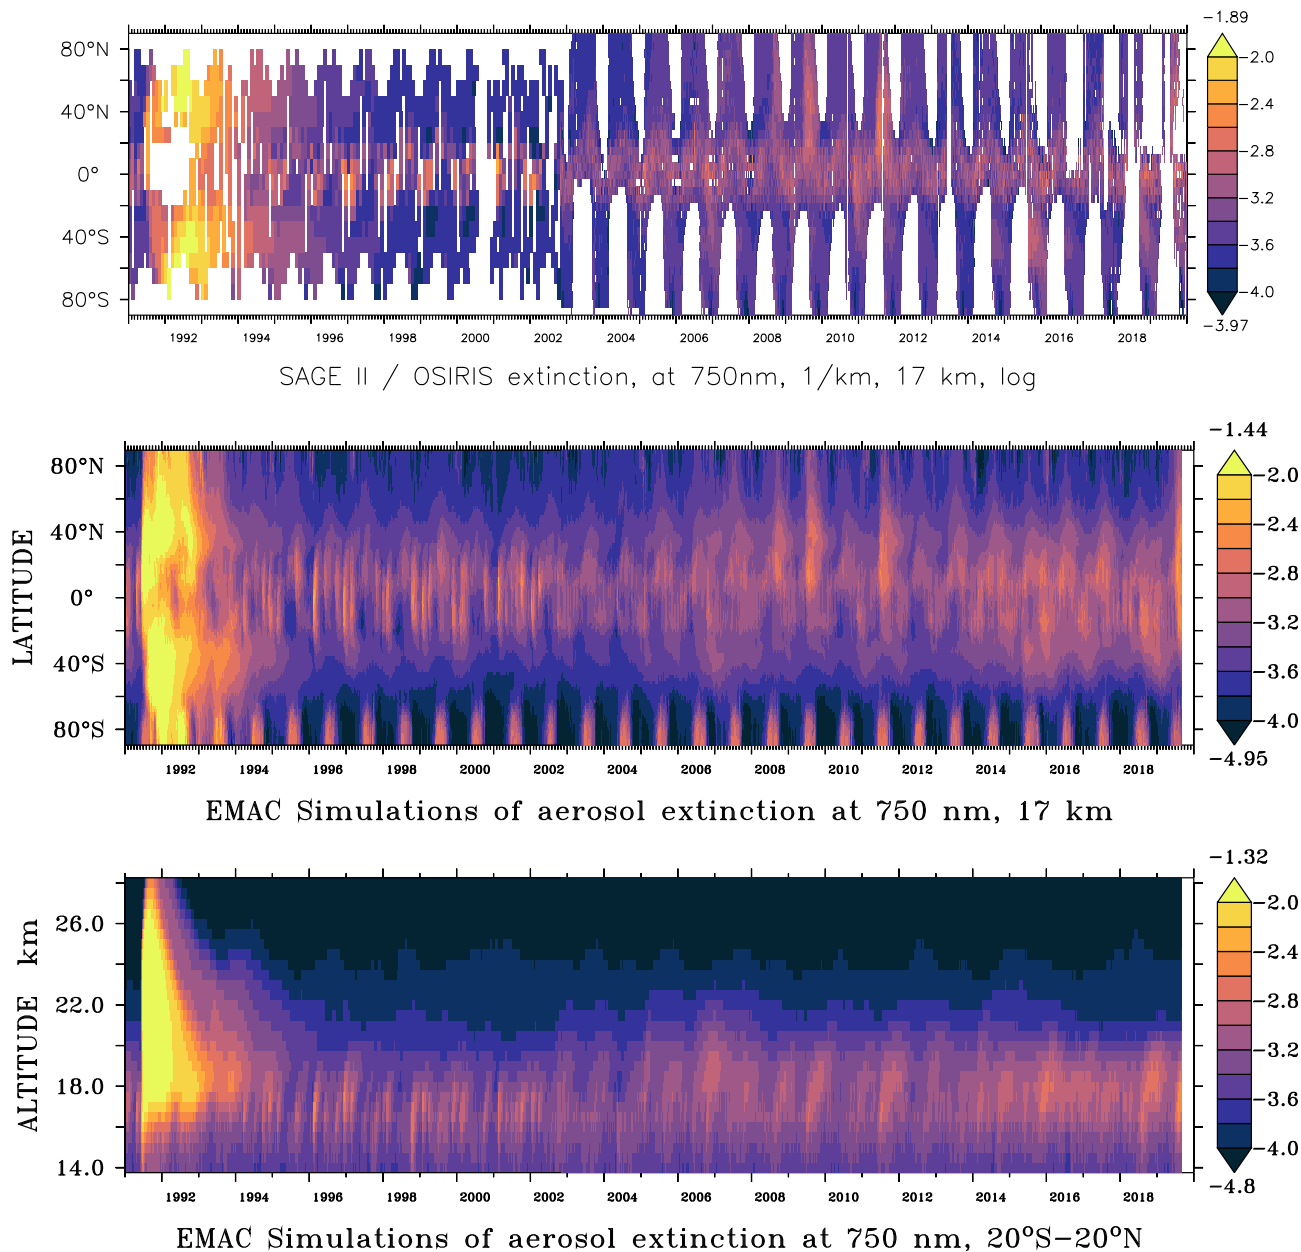 −1.89
80°N
40°N
0°
40°S
80°S
−2.0
−2.4
−2.8
−3.2
−3.6
−4.0
−3.97
1992 1994 1996 1998 2000 2002 2004 2006 2008 2010 2012 2014 2016 2018
SAGE II / OSIRIS extinction, at 750nm, 1/km, 17 km, log
−1.44
LATITUDE
80°N
40°N
0°
40°S
80°S
−2.0
−2.4
−2.8
−3.2
−3.6
−4.0
−4.95
1992 1994 1996 1998 2000 2002 2004 2006 2008 2010 2012 2014 2016 2018
EMAC Simulations of aerosol extinction at 750 nm, 17 km
−1.32
ALTITUDE km
26.0
22.0
18.0
14.0
−2.0
−2.4
−2.8
−3.2
−3.6
−4.0
−4.8
1992 1994 1996 1998 2000 2002 2004 2006 2008 2010 2012 2014 2016 2018
EMAC Simulations of aerosol extinction at 750 nm, 20°S−20°N